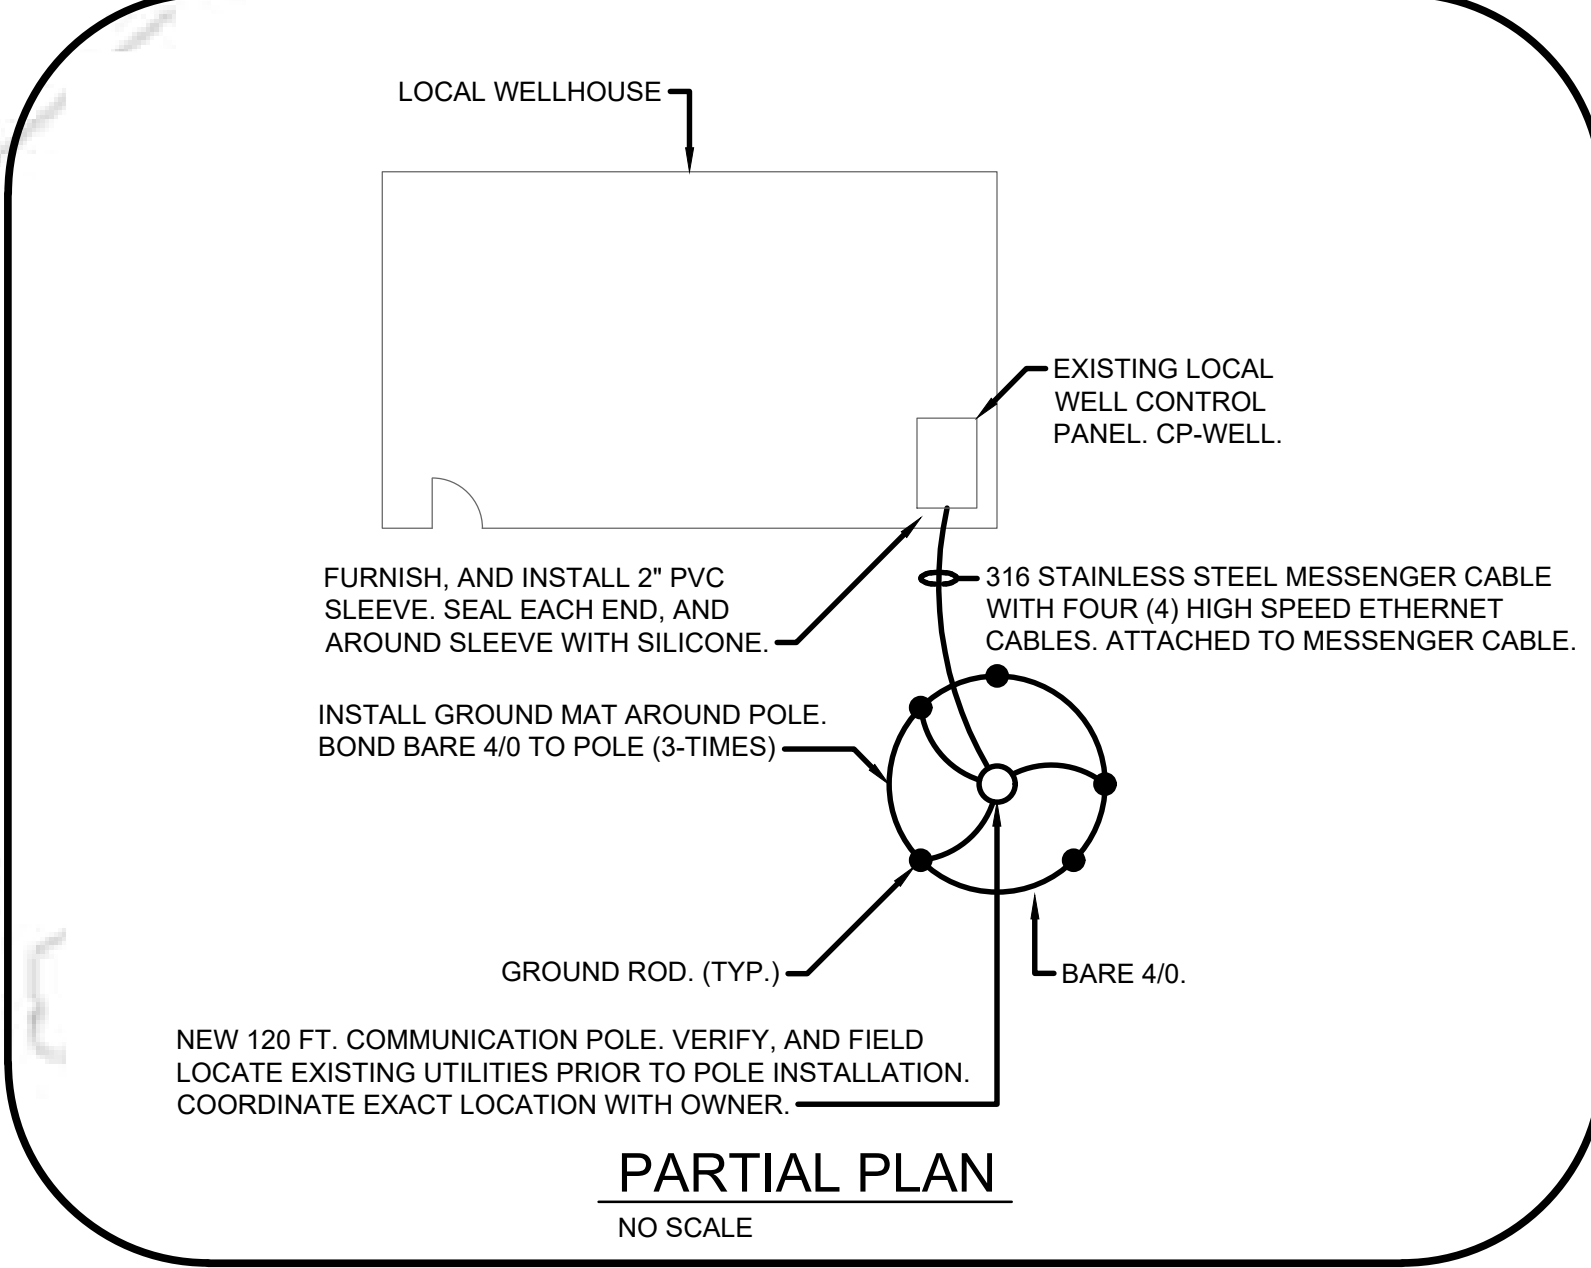 LOCAL WELLHOUSE
EXISTING LOCAL
WELL CONTROL
PANEL. CP-WELL.
FURNISH, AND INSTALL 2" PVC
SLEEVE. SEAL EACH END, AND
AROUND SLEEVE WITH SILICONE.
316 STAINLESS STEEL MESSENGER CABLE
WITH FOUR (4) HIGH SPEED ETHERNET
CABLES. ATTACHED TO MESSENGER CABLE.
INSTALL GROUND MAT AROUND POLE.
BOND BARE 4/0 TO POLE (3-TIMES)
GROUND ROD. (TYP.)
BARE 4/0.
NEW 120 FT. COMMUNICATION POLE. VERIFY, AND FIELD
LOCATE EXISTING UTILITIES PRIOR TO POLE INSTALLATION.
COORDINATE EXACT LOCATION WITH OWNER.
PARTIAL PLAN
NO SCALE